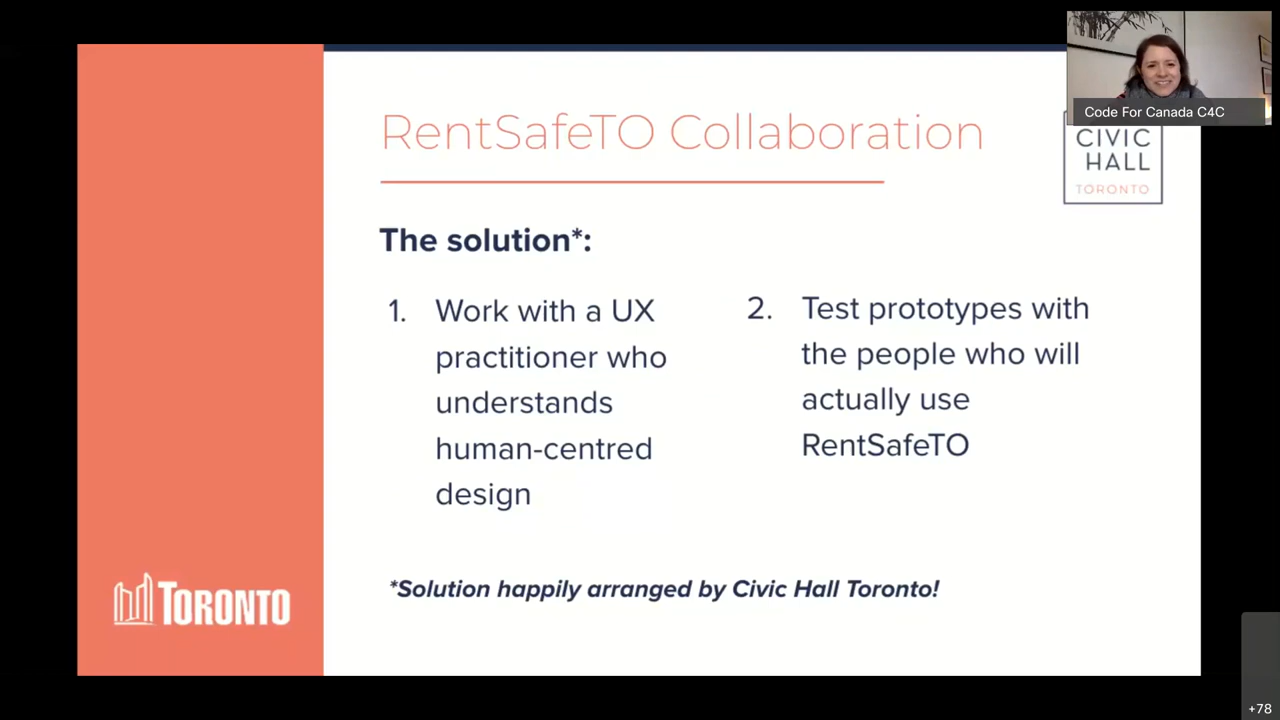 Code For Canada C4C
RentSafeTO Collaboration
CIVIC
HALL
TORONTO
The solution*:
1. Work with a UX
practitioner who
understands
human-centred
design
2. Test prototypes with
the people who will
actually use
RentSafeTO
*Solution happily arranged by Civic Hall Toronto!
TORONTO
+78